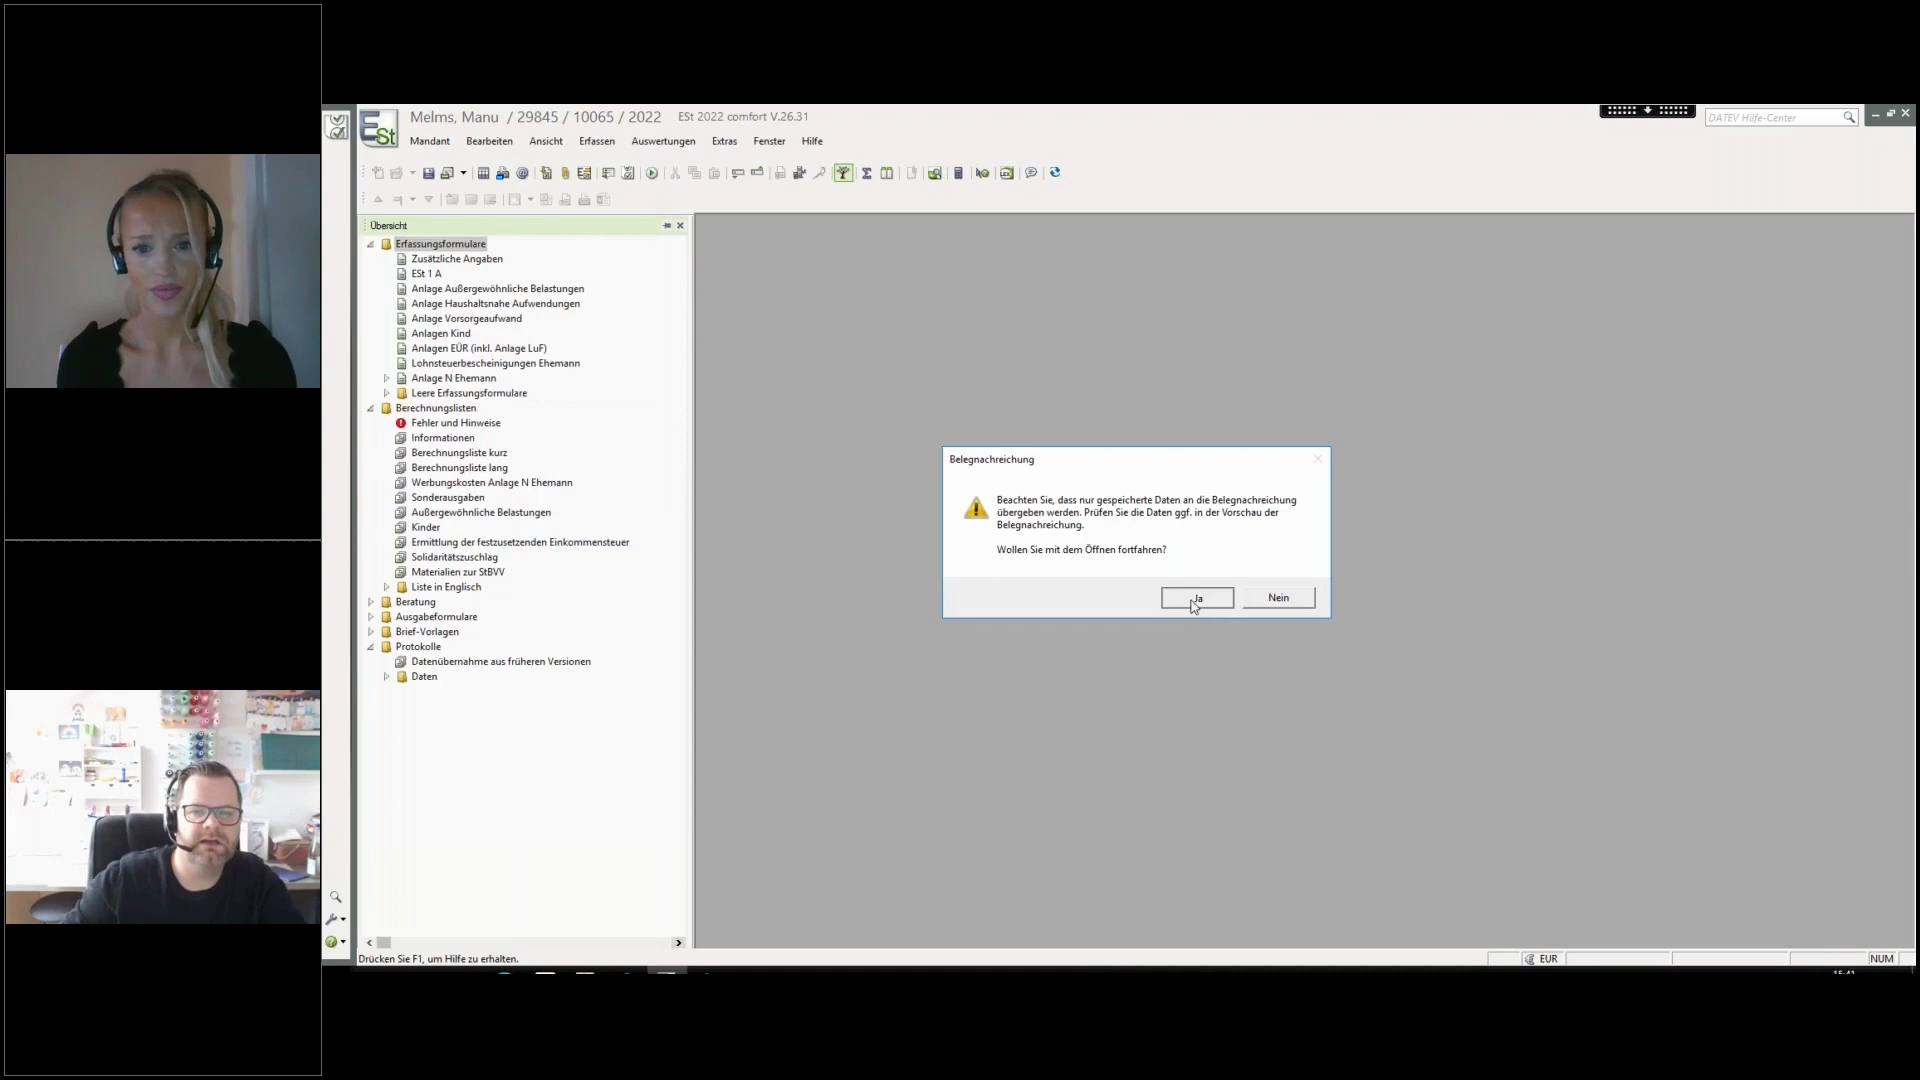 Melms, Manu / 29845 / 10065 / 2022 ESt 2022 comfort V.26.31
DATEV Hilfe-Center
ESt
Mandant Bearbeiten Ansicht Erfassen Auswertungen Extras Fenster Hilfe
Übersicht
Erfassungsformulare
Zusätzliche Angaben
ESt 1 A
Anlage Außergewöhnliche Belastungen
Anlage Haushaltsnahe Aufwendungen
Anlage Vorsorgeaufwand
Anlagen Kind
Anlagen EÜR (inkl. Anlage LuF)
Lohnsteuerbescheinigungen Ehemann
Anlage N Ehemann
Leere Erfassungsformulare
Berechnungslisten
Fehler und Hinweise
Informationen
Berechnungsliste kurz
Berechnungsliste lang
Werbungskosten Anlage N Ehemann
Sonderausgaben
Außergewöhnliche Belastungen
Kinder
Ermittlung der festzusetzenden Einkommensteuer
Solidaritätszuschlag
Materialien zur StBVV
Liste in Englisch
Beratung
Ausgabeformulare
Brief-Vorlagen
Protokolle
Datenübernahme aus früheren Versionen
Daten
Belegnachreichung
Beachten Sie, dass nur gespeicherte Daten an die Belegnachreichung
übergeben werden. Prüfen Sie die Daten ggf. in der Vorschau der
Belegnachreichung.
Wollen Sie mit dem Öffnen fortfahren?
Ja Nein
Drücken Sie F1, um Hilfe zu erhalten.
EUR NUM